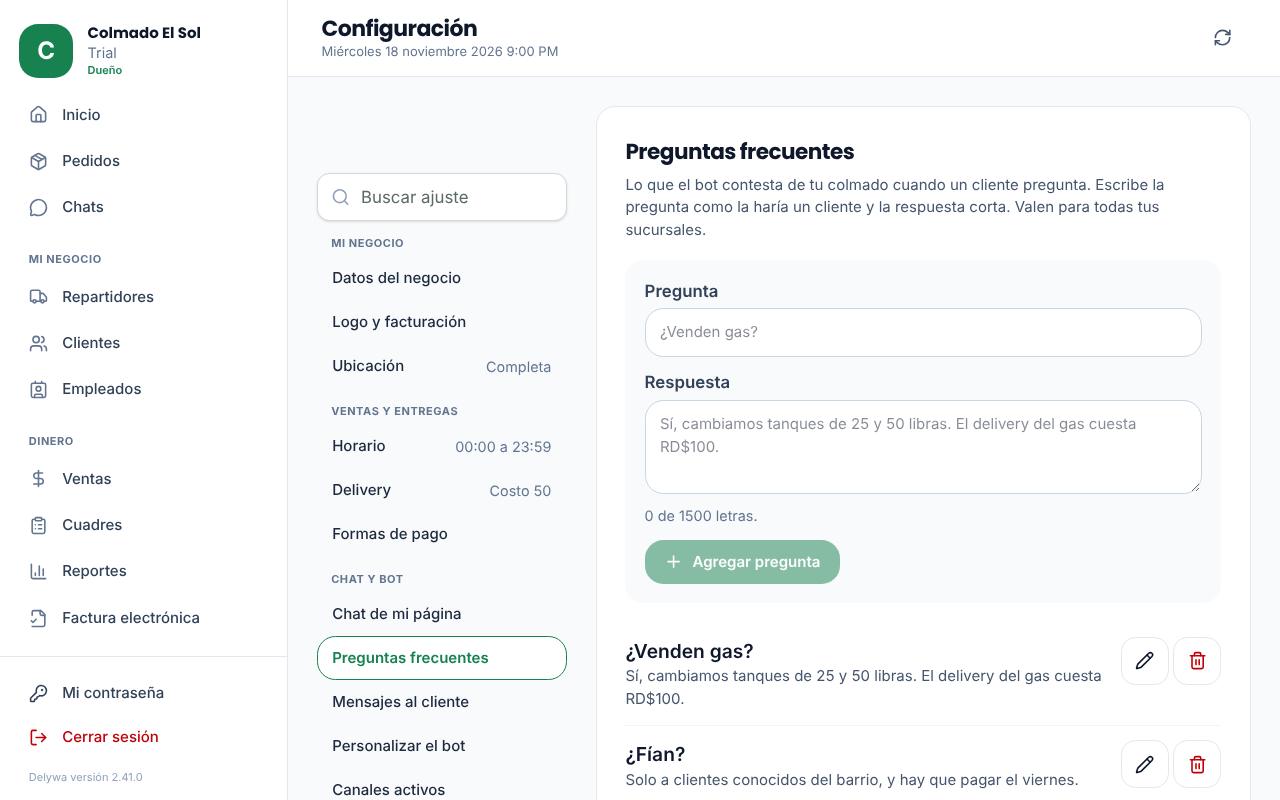 C
Colmado El Sol
Trial
Dueño
Inicio
Pedidos
Chats
MI NEGOCIO
Repartidores
Clientes
Empleados
DINERO
Ventas
Cuadres
Reportes
Factura electrónica
Mi contraseña
Cerrar sesión
Delywa versión 2.41.0
Configuración
Miércoles 18 noviembre 2026 9:00 PM
Buscar ajuste
MI NEGOCIO
Datos del negocio
Logo y facturación
Ubicación Completa
VENTAS Y ENTREGAS
Horario 00:00 a 23:59
Delivery Costo 50
Formas de pago
CHAT Y BOT
Chat de mi página
Preguntas frecuentes
Mensajes al cliente
Personalizar el bot
Canales activos
Preguntas frecuentes
Lo que el bot contesta de tu colmado cuando un cliente pregunta. Escribe la
pregunta como la haría un cliente y la respuesta corta. Valen para todas tus
sucursales.
Pregunta
¿Venden gas?
Respuesta
Sí, cambiamos tanques de 25 y 50 libras. El delivery del gas cuesta
RD$100.
0 de 1500 letras.
Agregar pregunta
¿Venden gas?
Sí, cambiamos tanques de 25 y 50 libras. El delivery del gas cuesta
RD$100.
¿Fían?
Solo a clientes conocidos del barrio, y hay que pagar el viernes.